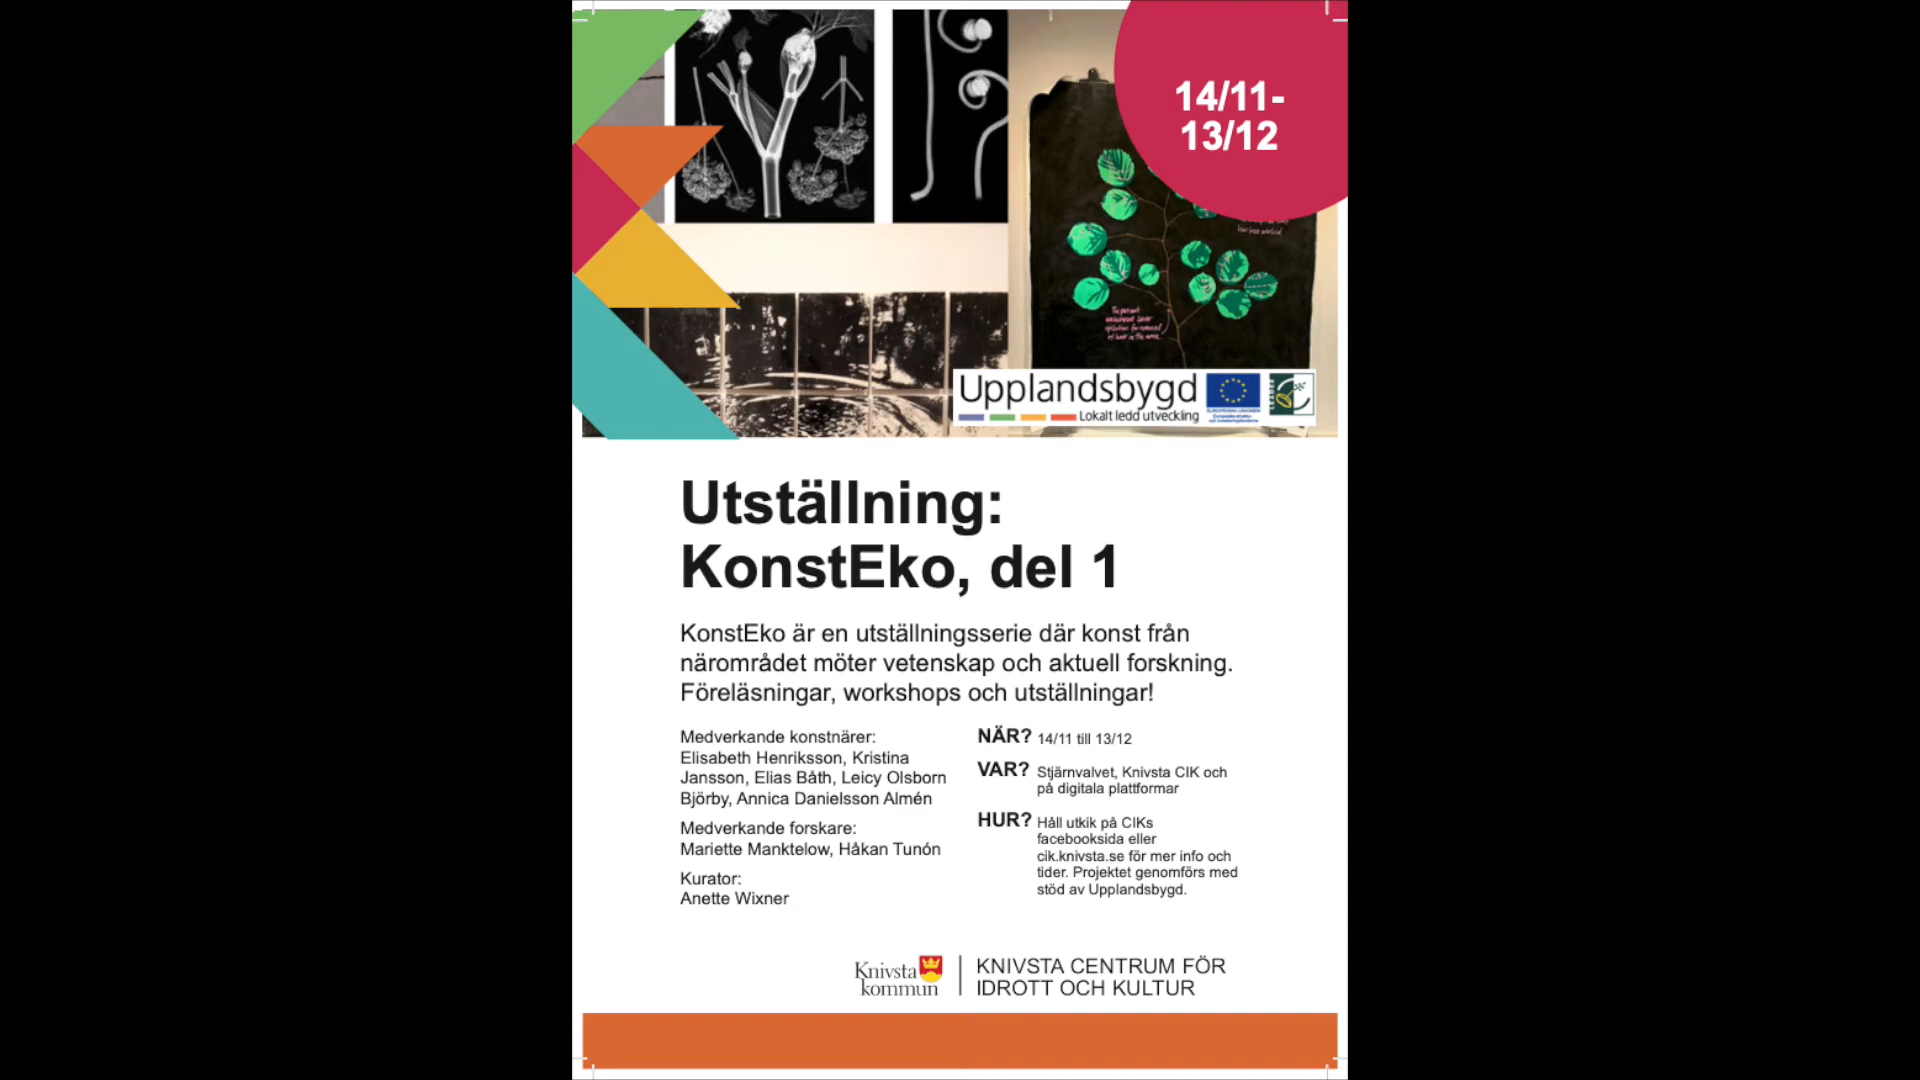 14/11-
13/12
The patient
Upplandsbygd
Lokalt ledd utveckling
EUROPEISKA UNIONEN
Utställning:
KonstEko, del 1
KonstEko är en utställningsserie där konst från
närområdet möter vetenskap och aktuell forskning.
Föreläsningar, workshops och utställningar!
Medverkande konstnärer:
Elisabeth Henriksson, Kristina
Jansson, Elias Båth, Leicy Olsborn
Björby, Annica Danielsson Almén
Medverkande forskare:
Mariette Manktelow, Håkan Tunón
Kurator:
Anette Wixner
NÄR? 14/11 till 13/12
VAR? Stjärnvalvet, Knivsta CIK och
på digitala plattformar
HUR? Håll utkik på CIKs
facebooksida eller
cik.knivsta.se för mer info och
tider. Projektet genomförs med
stöd av Upplandsbygd.
Knivsta
kommun
KNIVSTA CENTRUM FÖR
IDROTT OCH KULTUR